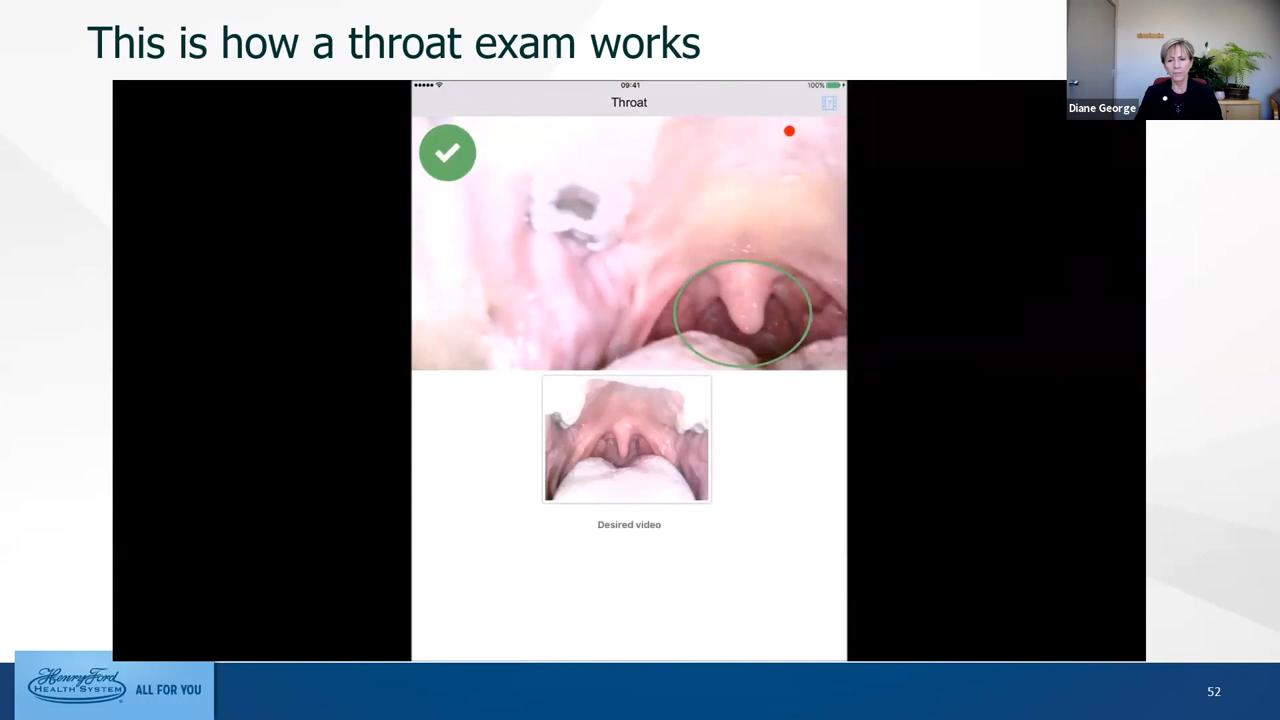 This is how a throat exam works
Diane George
09:41
100%
Throat
Desired video
Henry Ford
HEALTH SYSTEM
ALL FOR YOU
52